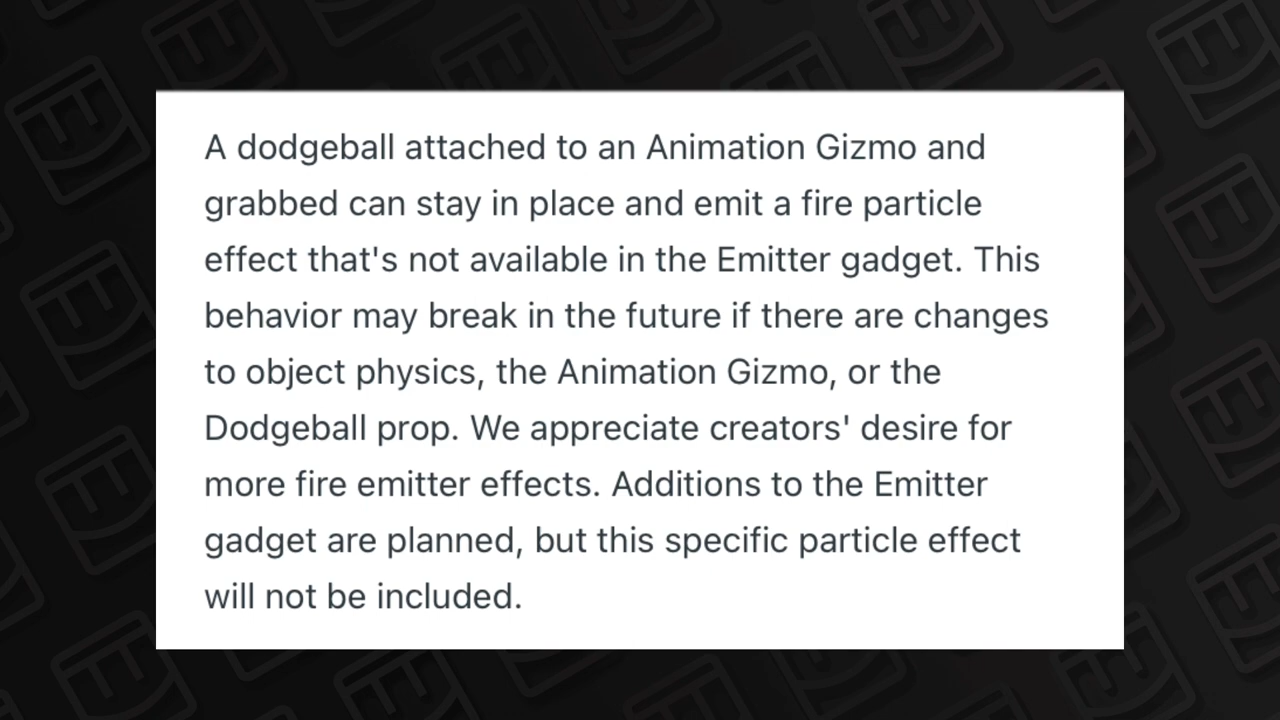 A dodgeball attached to an Animation Gizmo and
grabbed can stay in place and emit a fire particle
effect that's not available in the Emitter gadget. This
behavior may break in the future if there are changes
to object physics, the Animation Gizmo, or the
Dodgeball prop. We appreciate creators' desire for
more fire emitter effects. Additions to the Emitter
gadget are planned, but this specific particle effect
will not be included.